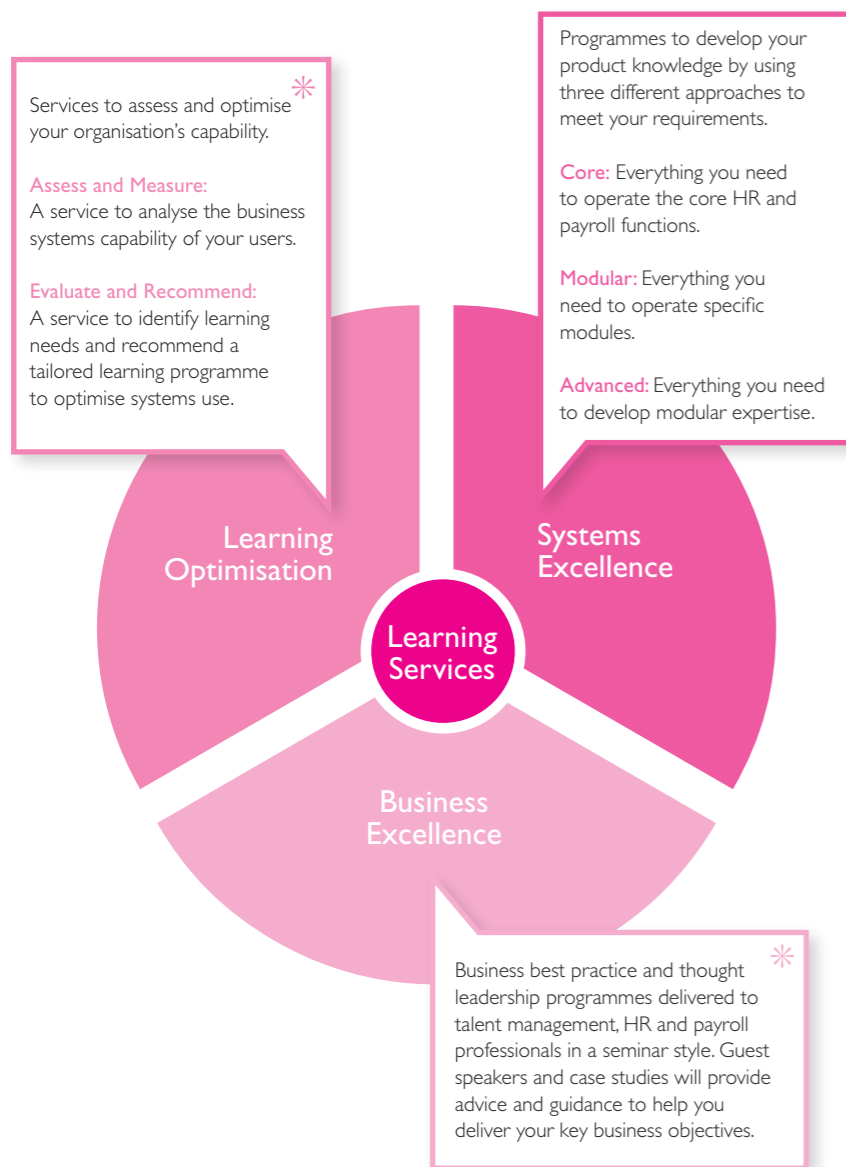 Services to assess and optimise
your organisation's capability.
Assess and Measure:
A service to analyse the business
systems capability of your users.
Evaluate and Recommend:
A service to identify learning
needs and recommend a
tailored learning programme
to optimise systems use.
Programmes to develop your
product knowledge by using
three different approaches to
meet your requirements.
Core: Everything you need
to operate the core HR and
payroll functions.
Modular: Everything you
need to operate specific
modules.
Advanced: Everything you need
to develop modular expertise.
Learning
Optimisation
Systems
Excellence
Learning
Services
Business
Excellence
Business best practice and thought
leadership programmes delivered to
talent management, HR and payroll
professionals in a seminar style. Guest
speakers and case studies will provide
advice and guidance to help you
deliver your key business objectives.